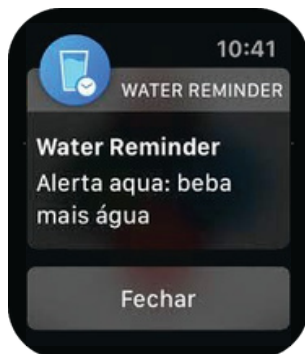 10:41
WATER REMINDER
Water Reminder
Alerta aqua: beba
mais água
Fechar